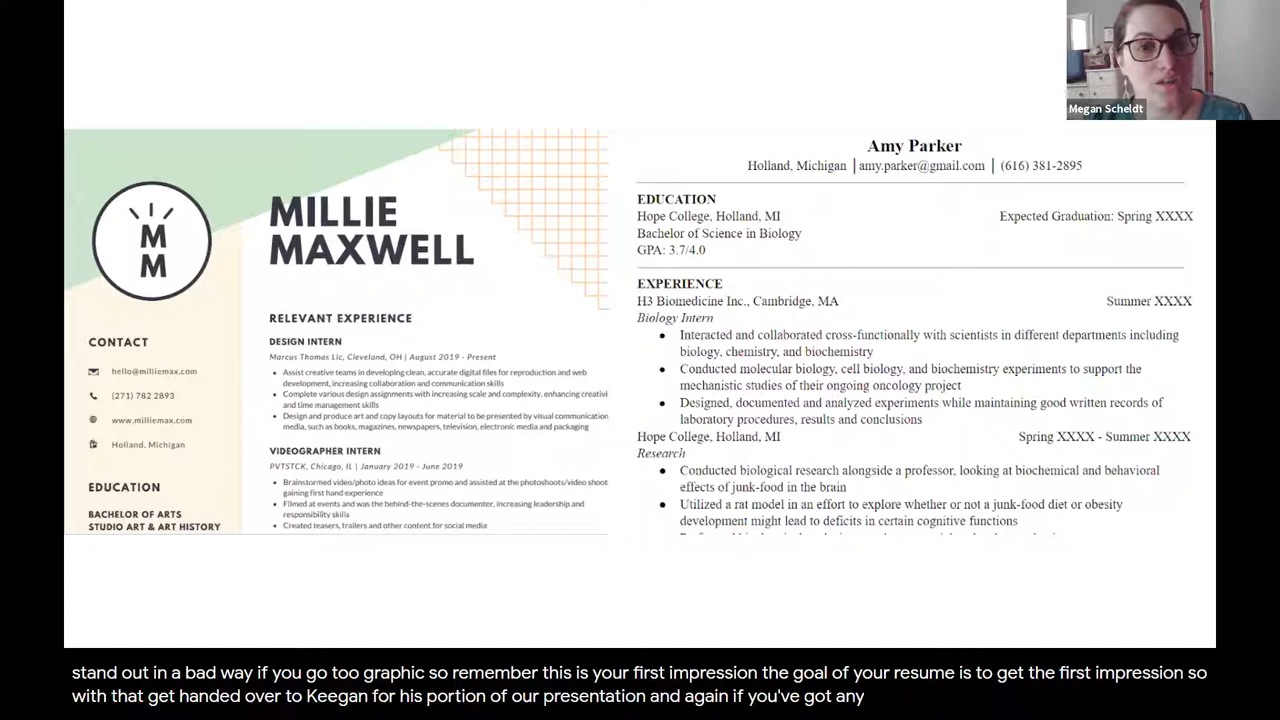 Megan Scheldt
M
M
MILLIE
MAXWELL
CONTACT
hello@milliemax.com
(271) 782 2893
www.milliemax.com
Holland, Michigan
EDUCATION
BACHELOR OF ARTS
STUDIO ART & ART HISTORY
RELEVANT EXPERIENCE
DESIGN INTERN
Marcus Thomas Llc, Cleveland, OH | August 2019 - Present
• Assist creative teams in developing clean, accurate digital files for reproduction and web
development, increasing collaboration and communication skills
• Complete various design assignments with increasing scale and complexity, enhancing creativi
and time management skills
• Design and produce art and copy layouts for material to be presented by visual communication
media, such as books, magazines, newspapers, television, electronic media and packaging
VIDEOGRAPHER INTERN
PVTSTCK, Chicago, IL | January 2019 - June 2019
• Brainstormed video/photo ideas for event promo and assisted at the photoshoots/video shoot
gaining first hand experience
• Filmed at events and was the behind-the-scenes documenter, increasing leadership and
responsibility skills
• Created teasers, trailers and other content for social media
Amy Parker
Holland, Michigan | amy.parker@gmail.com | (616) 381-2895
EDUCATION
Hope College, Holland, MI Expected Graduation: Spring XXXX
Bachelor of Science in Biology
GPA: 3.7/4.0
EXPERIENCE
H3 Biomedicine Inc., Cambridge, MA Summer XXXX
Biology Intern
● Interacted and collaborated cross-functionally with scientists in different departments including
biology, chemistry, and biochemistry
● Conducted molecular biology, cell biology, and biochemistry experiments to support the
mechanistic studies of their ongoing oncology project
● Designed, documented and analyzed experiments while maintaining good written records of
laboratory procedures, results and conclusions
Hope College, Holland, MI Spring XXXX - Summer XXXX
Research
● Conducted biological research alongside a professor, looking at biochemical and behavioral
effects of junk-food in the brain
● Utilized a rat model in an effort to explore whether or not a junk-food diet or obesity
development might lead to deficits in certain cognitive functions
stand out in a bad way if you go too graphic so remember this is your first impression the goal of your resume is to get the first impression so
with that get handed over to Keegan for his portion of our presentation and again if you've got any